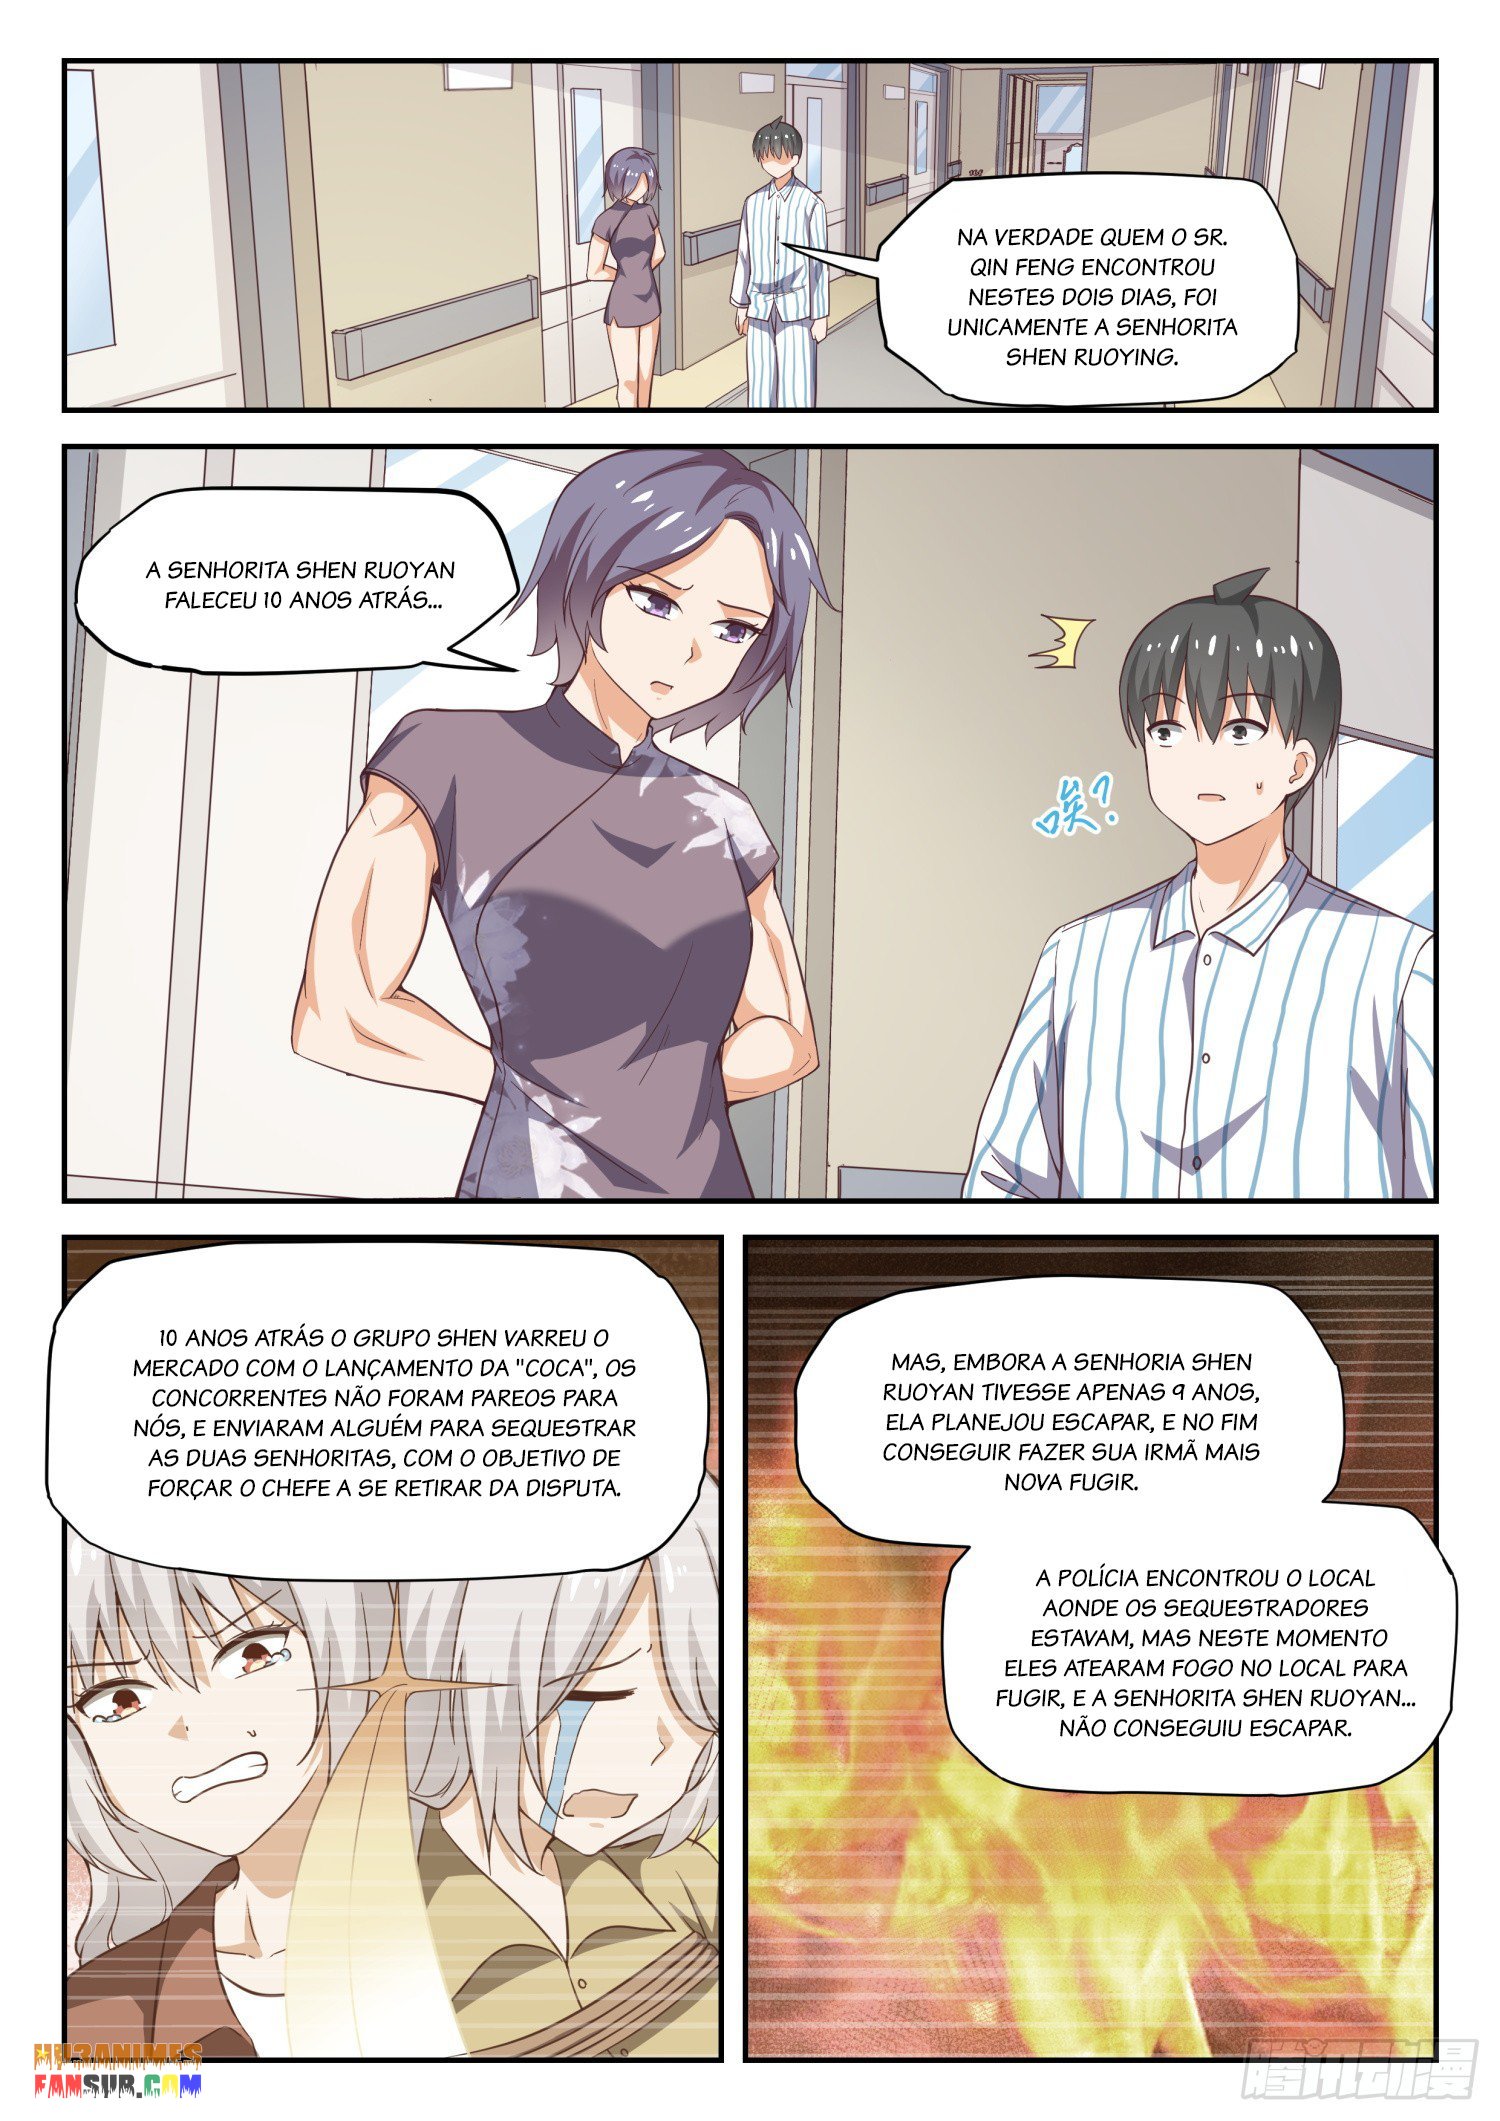 NA VERDADE QUEM O SR.
QIN FENG ENCONTROU
NESTES DOIS DIAS, FOI
UNICAMENTE A SENHORITA
SHEN RUOYING.
A SENHORITA SHEN RUOYAN
FALECEU 10 ANOS ATRÁS...
唉?
10 ANOS ATRÁS O GRUPO SHEN VARREU O
MERCADO COM O LANÇAMENTO DA "COCA", OS
CONCORRENTES NÃO FORAM PAREOS PARA
NÓS, E ENVIARAM ALGUÉM PARA SEQUESTRAR
AS DUAS SENHORITAS, COM O OBJETIVO DE
FORÇAR O CHEFE A SE RETIRAR DA DISPUTA.
MAS, EMBORA A SENHORIA SHEN
RUOYAN TIVESSE APENAS 9 ANOS,
ELA PLANEJOU ESCAPAR, E NO FIM
CONSEGUIR FAZER SUA IRMÃ MAIS
NOVA FUGIR.
A POLÍCIA ENCONTROU O LOCAL
AONDE OS SEQUESTRADORES
ESTAVAM, MAS NESTE MOMENTO
ELES ATEARAM FOGO NO LOCAL PARA
FUGIR, E A SENHORITA SHEN RUOYAN...
NÃO CONSEGUIU ESCAPAR.
HU3ANIMES
FANSUB.COM
腾讯动漫